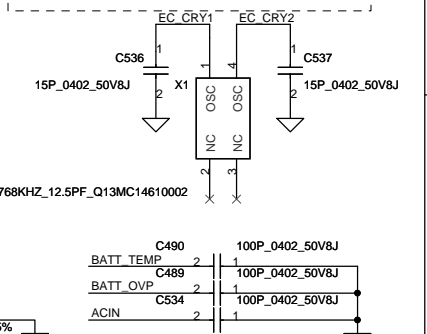 EC_CRY1 EC_CRY2
C536 C537
1 1 4 1
15P_0402_50V8J X1 OSC OSC 15P_0402_50V8J
2 2
NC NC
2 3
768KHZ_12.5PF_Q13MC14610002
C490 100P_0402_50V8J
BATT_TEMP 2 1
C489 100P_0402_50V8J
BATT_OVP 2 1
C534 100P_0402_50V8J
ACIN 2 1
5%